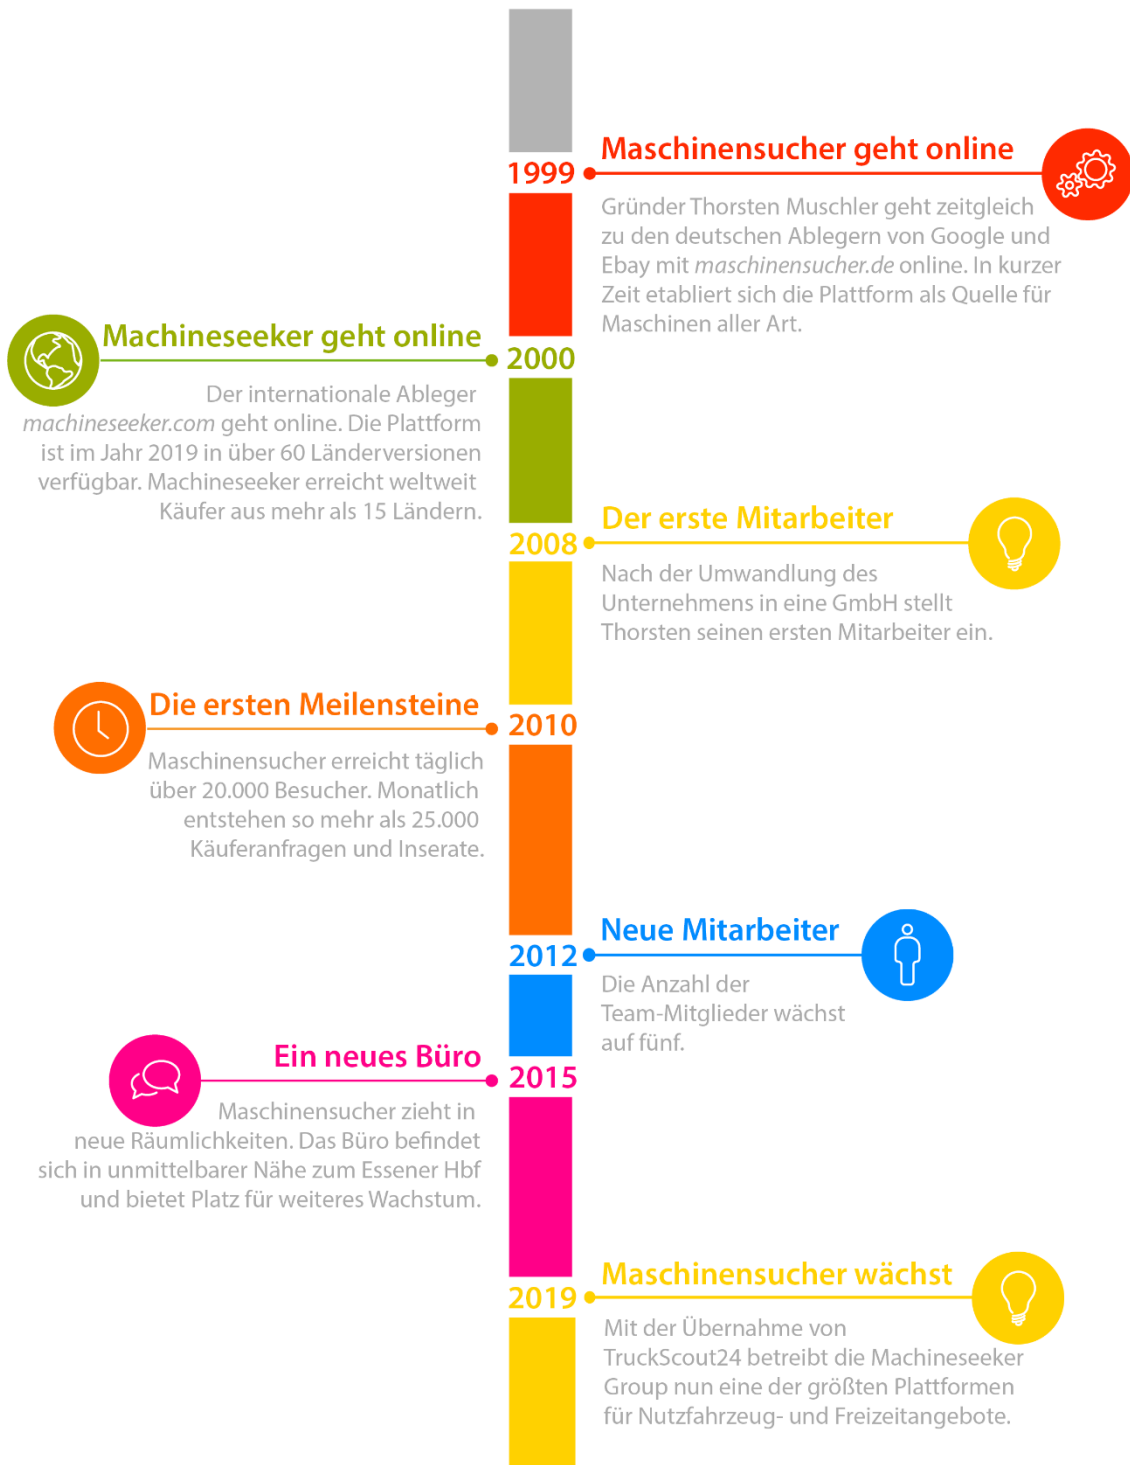 Maschinensucher geht online
1999
Gründer Thorsten Muschler geht zeitgleich
zu den deutschen Ablegern von Google und
Ebay mit maschinensucher.de online. In kurzer
Zeit etabliert sich die Plattform als Quelle für
Maschinen aller Art.
Machineseeker geht online
2000
Der internationale Ableger
machineseeker.com geht online. Die Plattform
ist im Jahr 2019 in über 60 Länderversionen
verfügbar. Machineseeker erreicht weltweit
Käufer aus mehr als 15 Ländern.
Der erste Mitarbeiter
2008
Nach der Umwandlung des
Unternehmens in eine GmbH stellt
Thorsten seinen ersten Mitarbeiter ein.
Die ersten Meilensteine
2010
Maschinensucher erreicht täglich
über 20.000 Besucher. Monatlich
entstehen so mehr als 25.000
Käuferanfragen und Inserate.
Neue Mitarbeiter
2012
Die Anzahl der
Team-Mitglieder wächst
auf fünf.
Ein neues Büro
2015
Maschinensucher zieht in
neue Räumlichkeiten. Das Büro befindet
sich in unmittelbarer Nähe zum Essener Hbf
und bietet Platz für weiteres Wachstum.
Maschinensucher wächst
2019
Mit der Übernahme von
TruckScout24 betreibt die Machineseeker
Group nun eine der größten Plattformen
für Nutzfahrzeug- und Freizeitangebote.